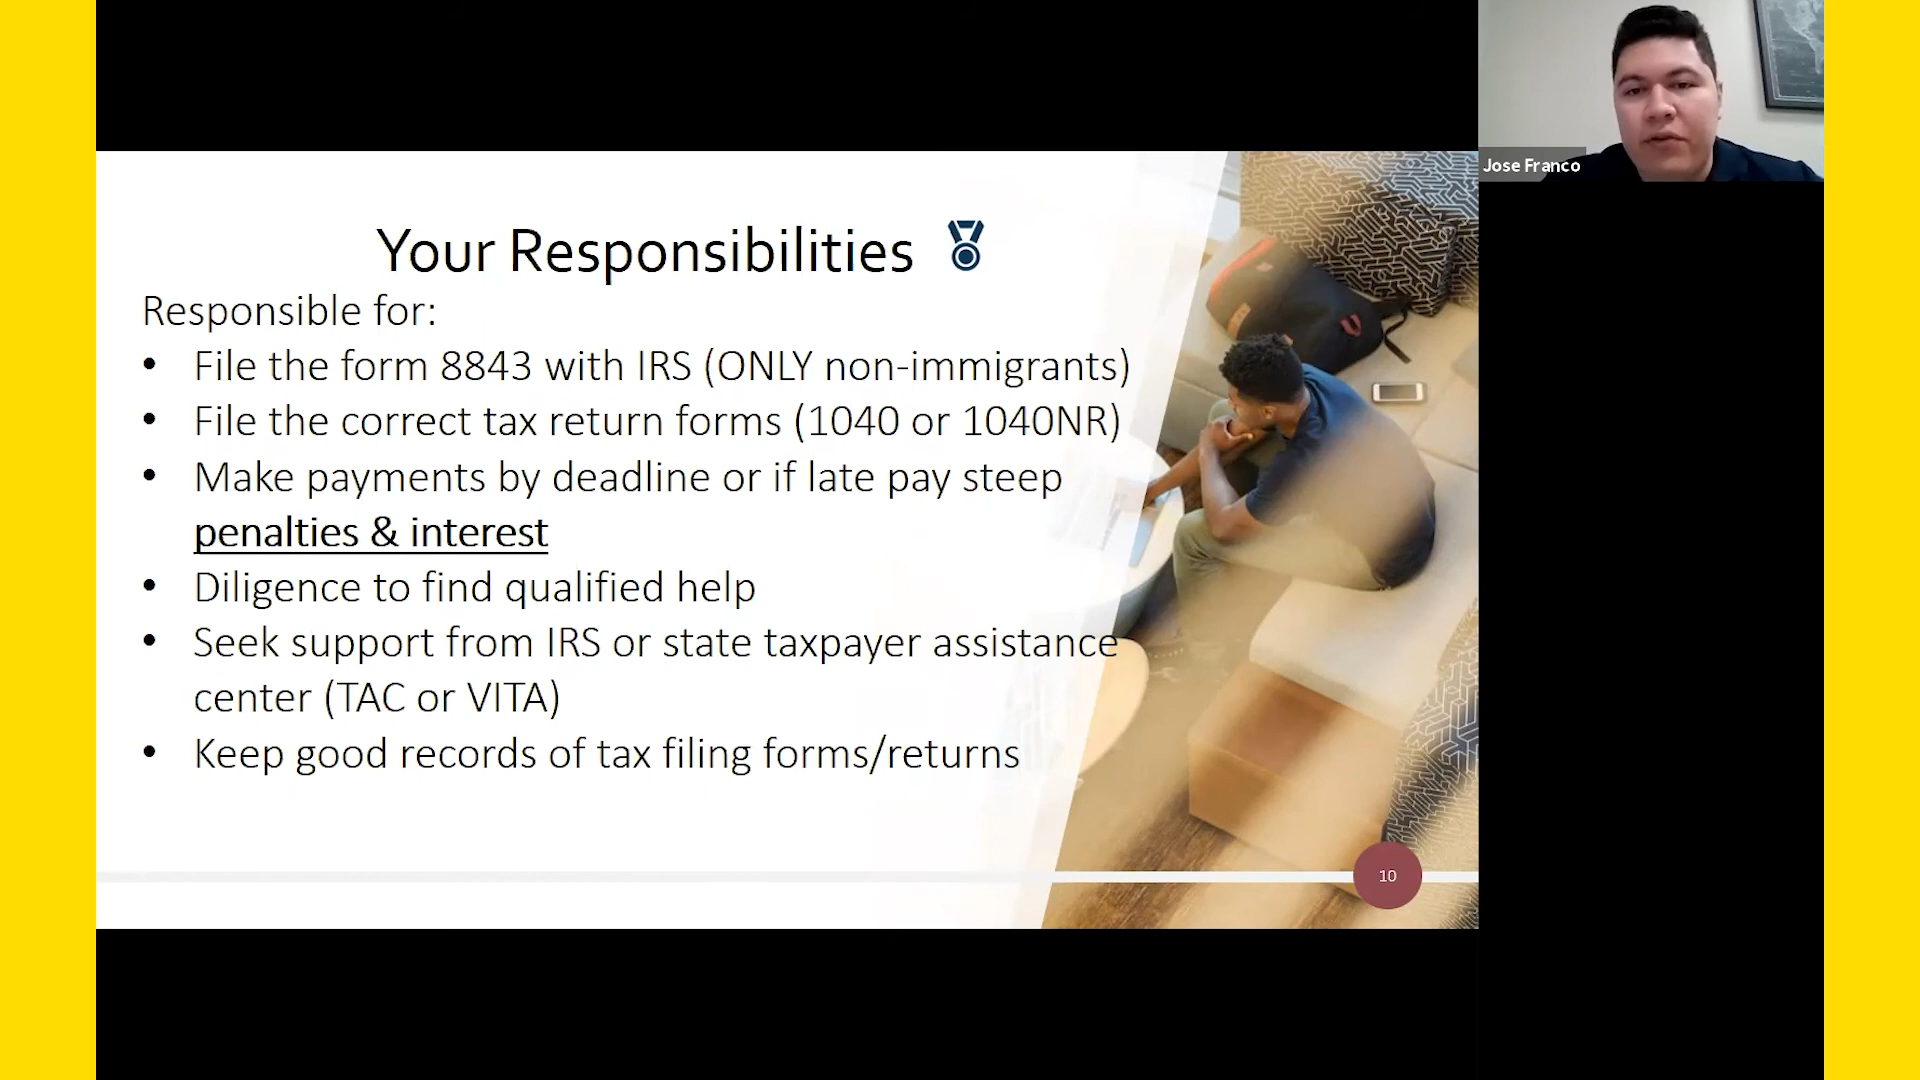 Jose Franco
Your Responsibilities
Responsible for:
• File the form 8843 with IRS (ONLY non-immigrants)
• File the correct tax return forms (1040 or 1040NR)
• Make payments by deadline or if late pay steep
penalties & interest
• Diligence to find qualified help
• Seek support from IRS or state taxpayer assistance
center (TAC or VITA)
• Keep good records of tax filing forms/returns
10